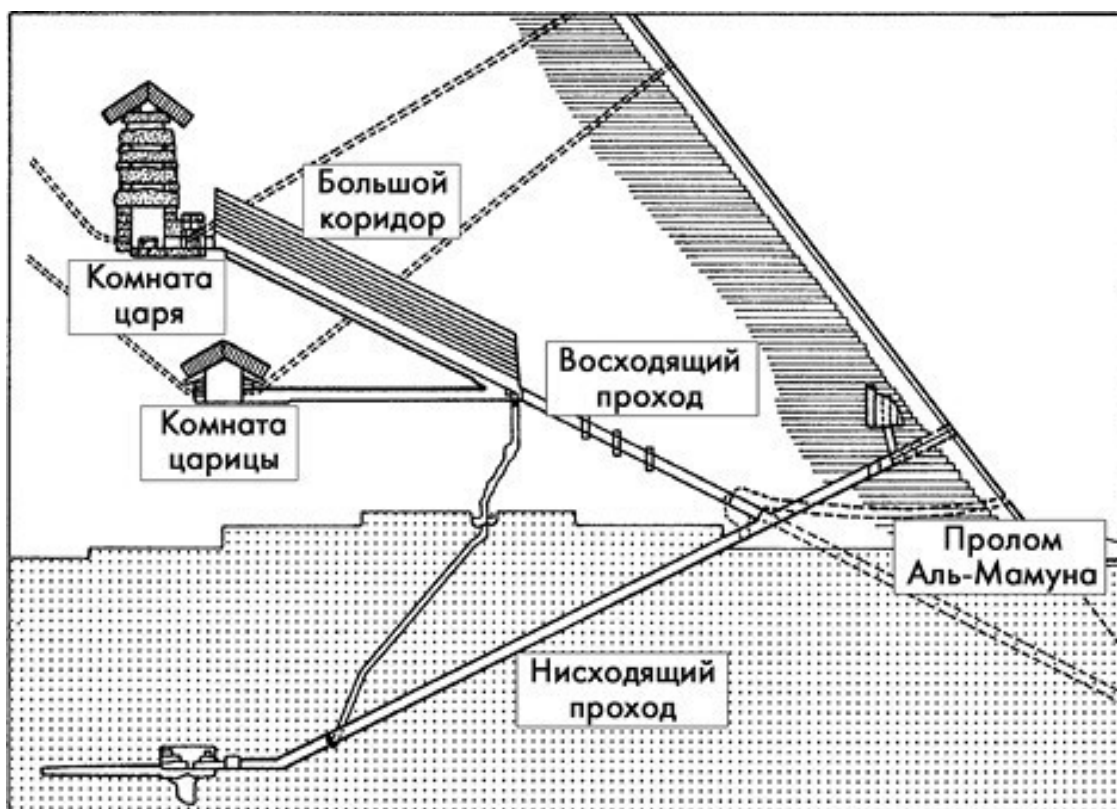 Большой
коридор
Комната
царя
Восходящий
проход
Комната
царицы
Пролом
Аль-Мамуна
Нисходящий
проход